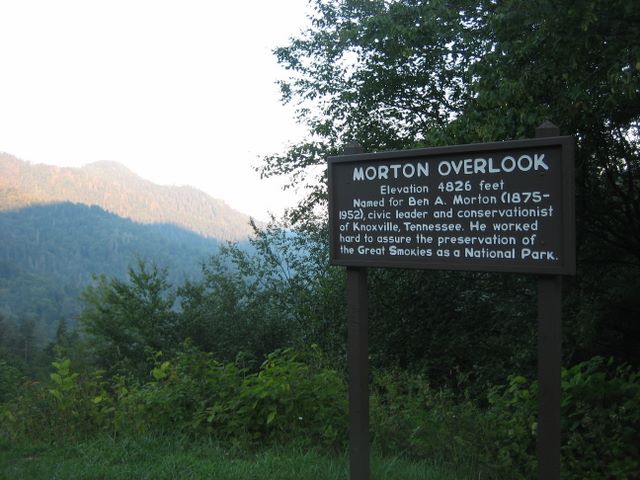 MORTON OVERLOOK
Elevation 4826 feet
Named for Ben A. Morton (1875-
1952), civic leader and conservationist
of Knoxville, Tennessee. He worked
hard to assure the preservation of
the Great Smokies as a National Park.